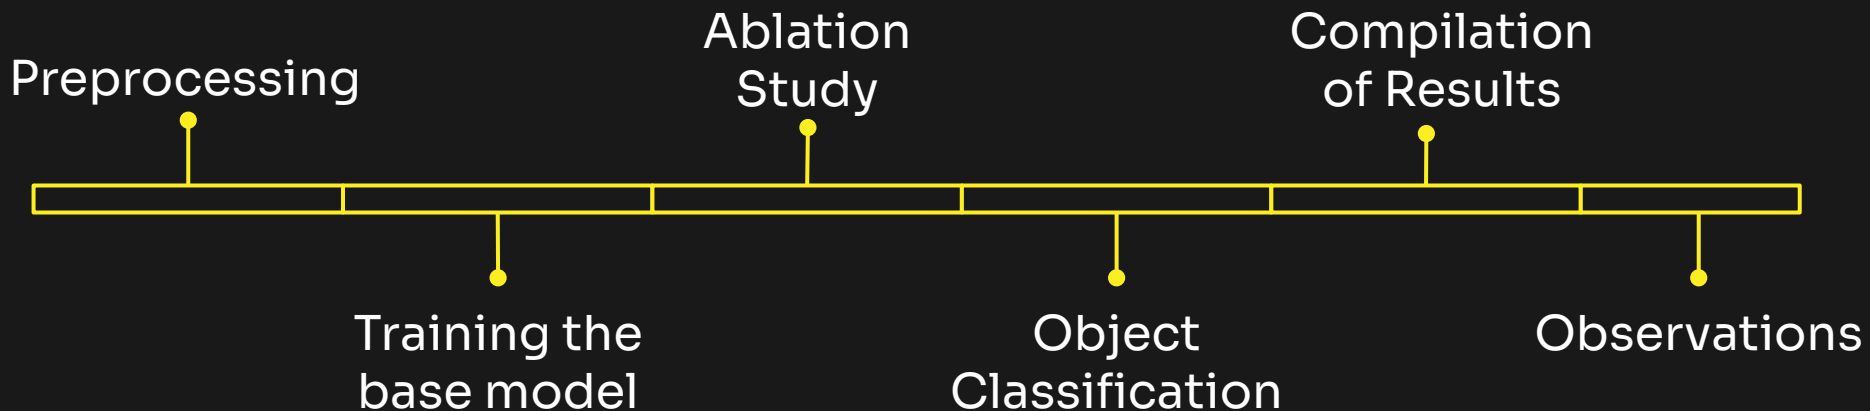 Preprocessing
Training the
base model
Ablation
Study
Object
Classification
Compilation
of Results
Observations